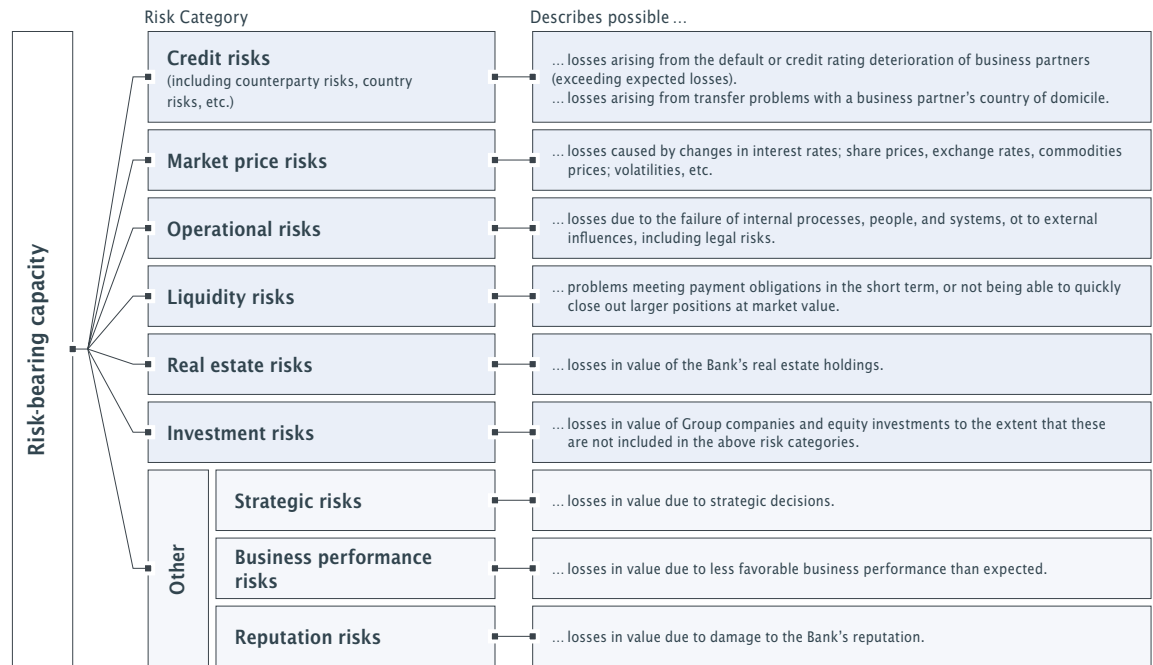 Risk Category
Describes possible ...
Risk-bearing capacity
Credit risks
(including counterparty risks, country
risks, etc.)
... losses arising from the default or credit rating deterioration of business partners
(exceeding expected losses).
... losses arising from transfer problems with a business partner’s country of domicile.
Market price risks
... losses caused by changes in interest rates; share prices, exchange rates, commodities
prices; volatilities, etc.
Operational risks
... losses due to the failure of internal processes, people, and systems, ot to external
influences, including legal risks.
Liquidity risks
... problems meeting payment obligations in the short term, or not being able to quickly
close out larger positions at market value.
Real estate risks
... losses in value of the Bank’s real estate holdings.
Investment risks
... losses in value of Group companies and equity investments to the extent that these
are not included in the above risk categories.
Other
Strategic risks
... losses in value due to strategic decisions.
Business performance
risks
... losses in value due to less favorable business performance than expected.
Reputation risks
... losses in value due to damage to the Bank’s reputation.